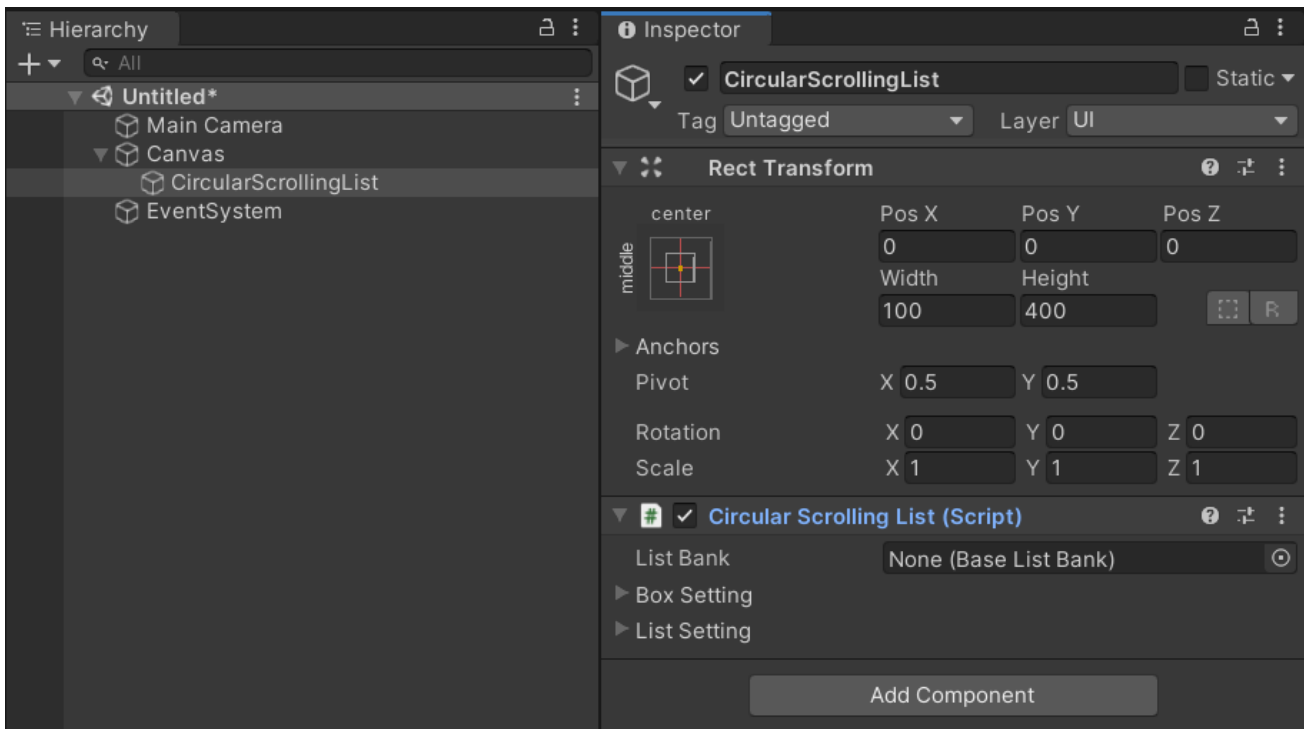 Hierarchy
All
Untitled*
Main Camera
Canvas
CircularScrollingList
EventSystem
Inspector
CircularScrollingList
Static
Tag Untagged Layer UI
Rect Transform
center
middle
Pos X Pos Y Pos Z
0 0 0
Width Height
100 400
R
Anchors
Pivot X 0.5 Y 0.5
Rotation X 0 Y 0 Z 0
Scale X 1 Y 1 Z 1
# Circular Scrolling List (Script)
List Bank None (Base List Bank)
Box Setting
List Setting
Add Component